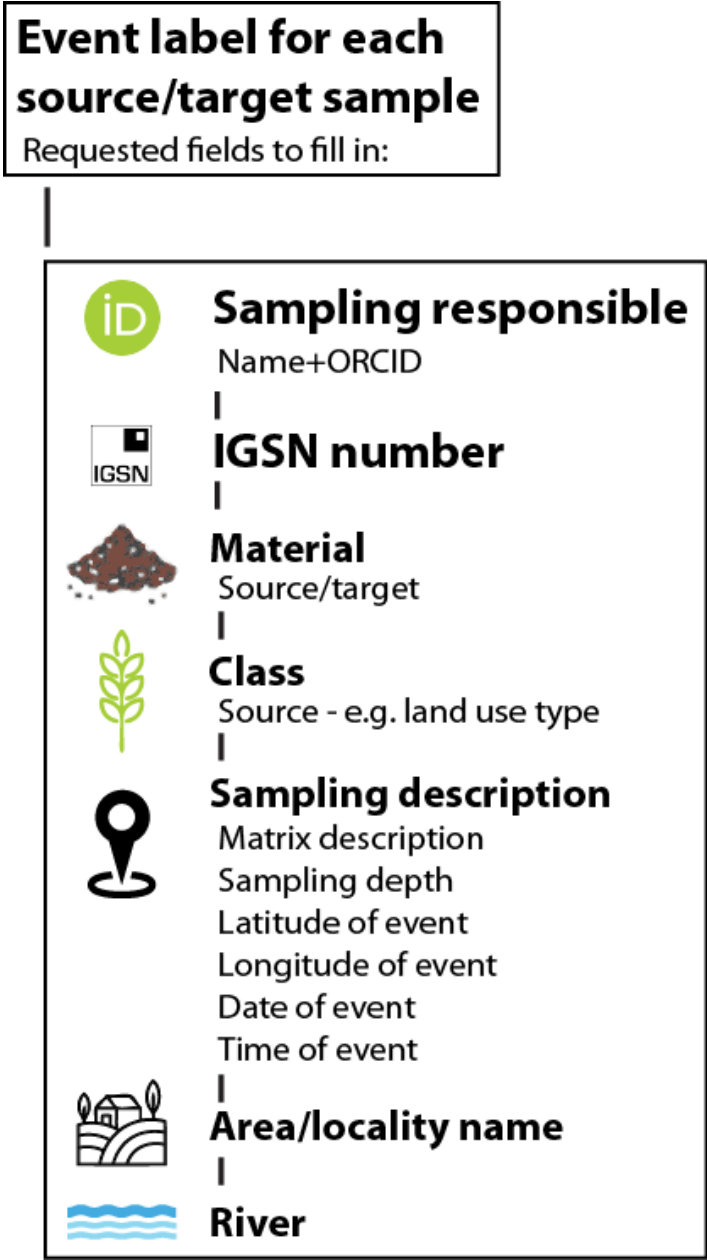 Event label for each
source/target sample
Requested fields to fill in:
iD
Sampling responsible
Name+ORCID
IGSN
IGSN number
Material
Source/target
Class
Source - e.g. land use type
Sampling description
Matrix description
Sampling depth
Latitude of event
Longitude of event
Date of event
Time of event
Area/locality name
River